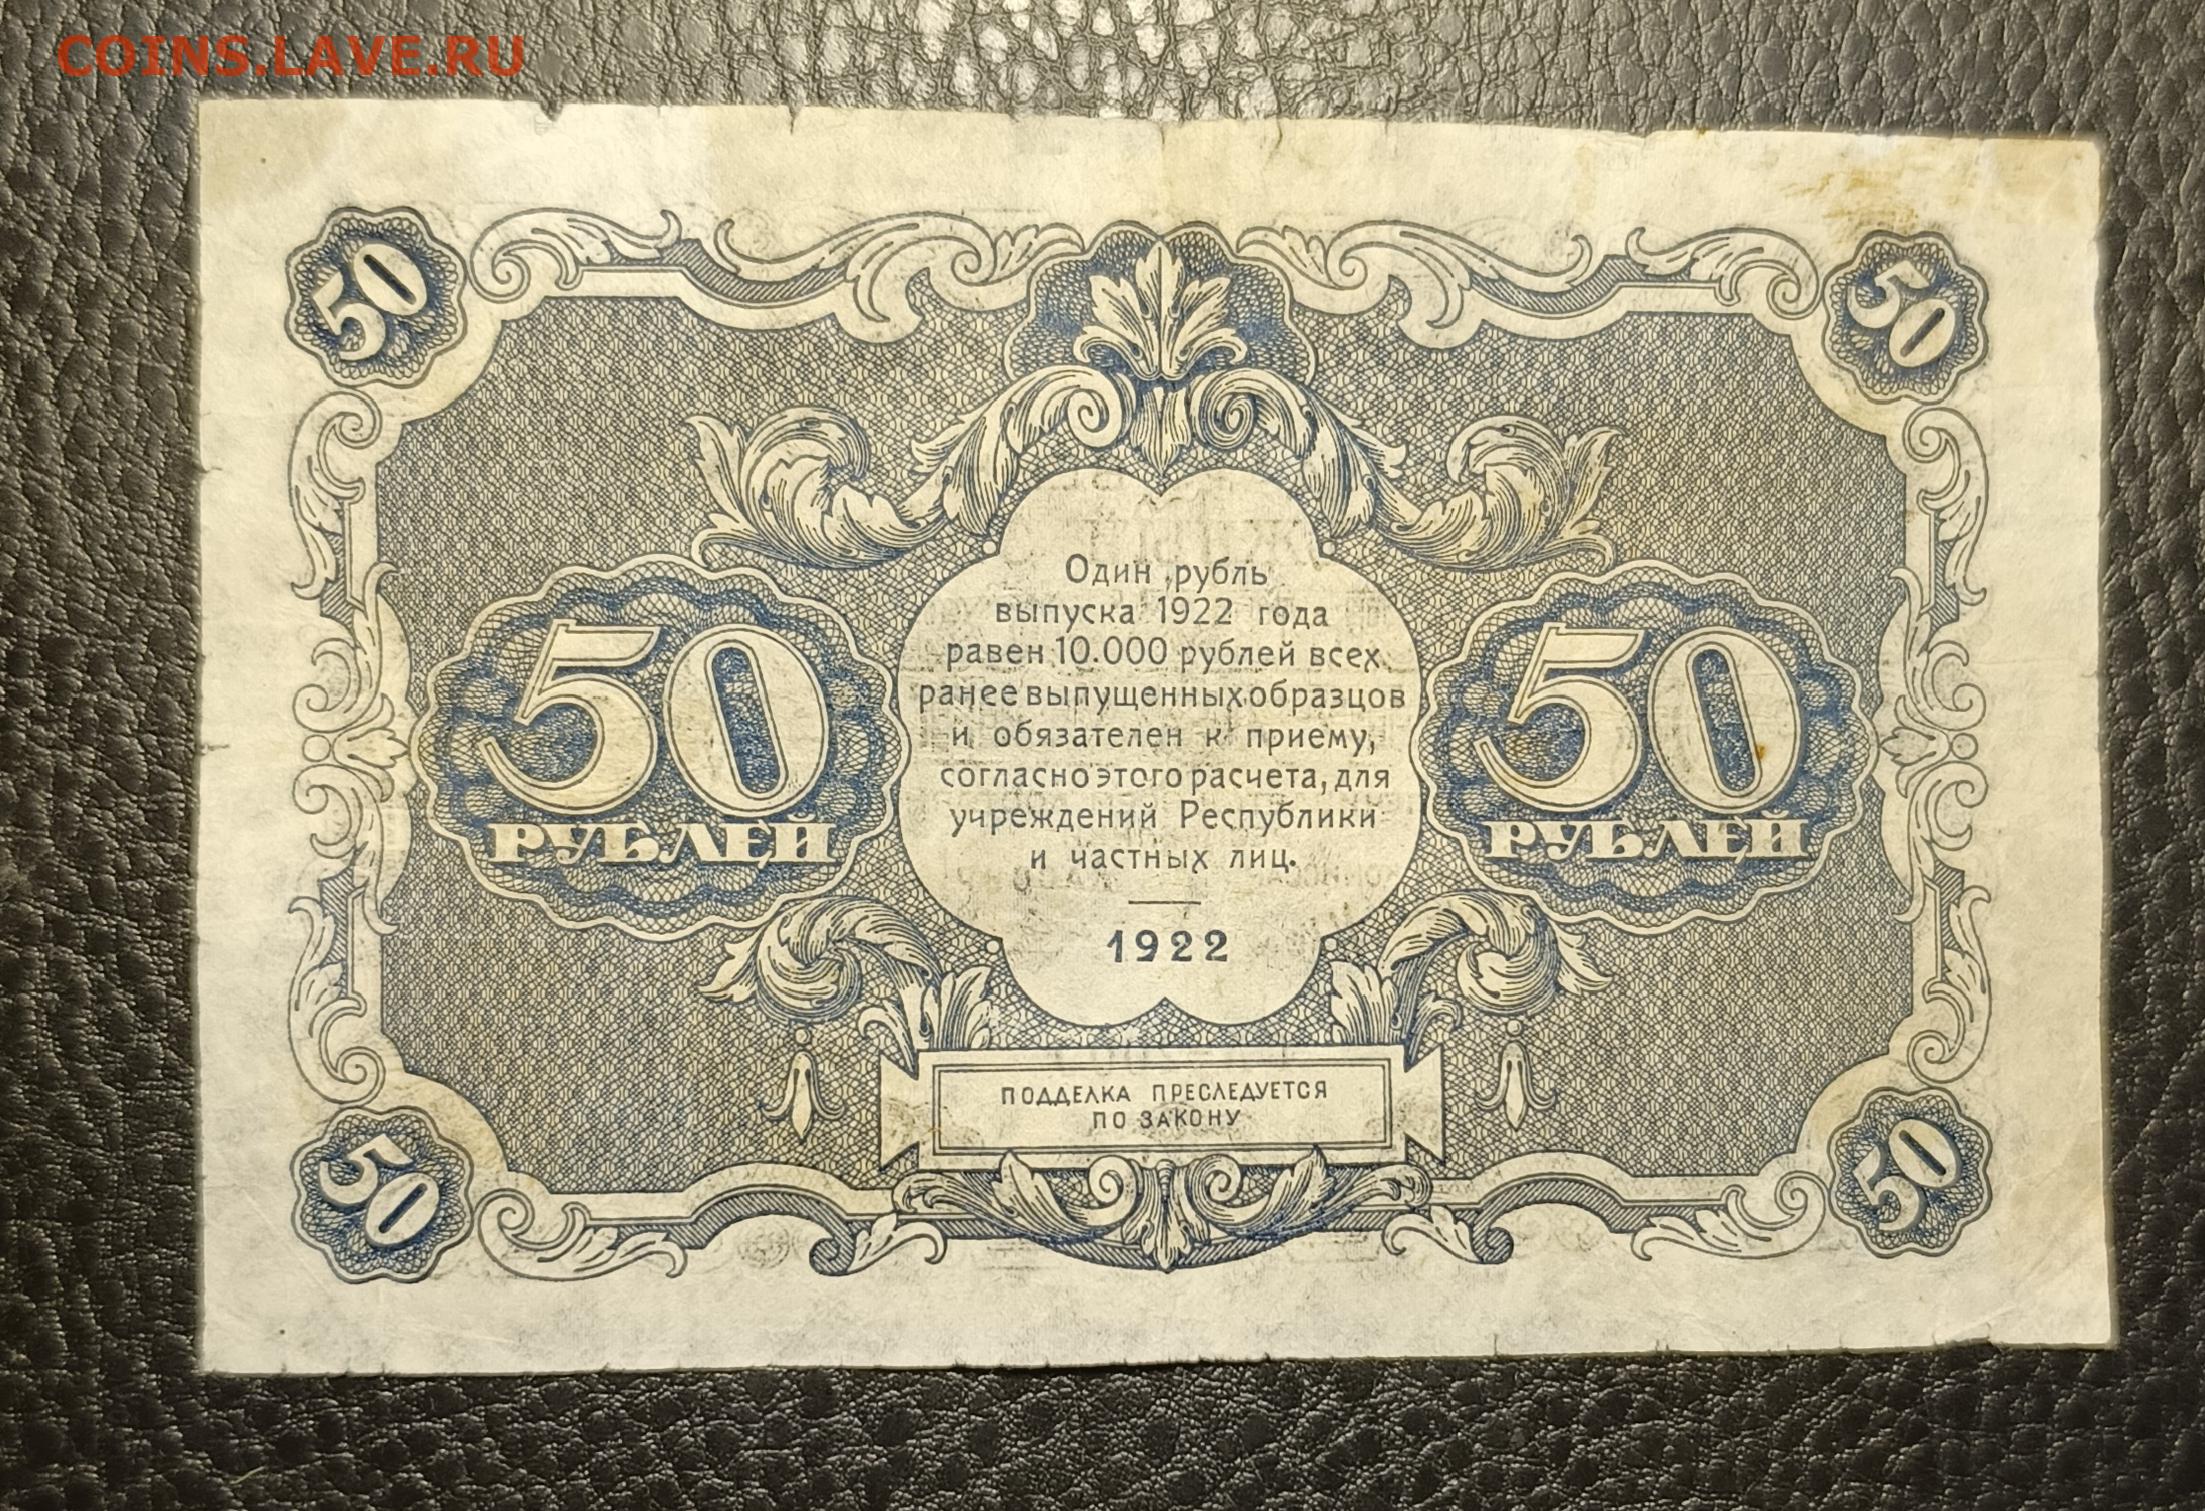 COINS.LAVE.RU
50
50
Один рубль
выпуска 1922 года
равен 10.000 рублей всех
ранее выпущенных образцов
и обязателен к приему,
согласно этого расчета, для
учреждений Республики
и частных лиц.
1922
50
РУБЛЕЙ
50
РУБЛЕЙ
ПОДДЕЛКА ПРЕСЛЕДУЕТСЯ
ПО ЗАКОНУ
50
50